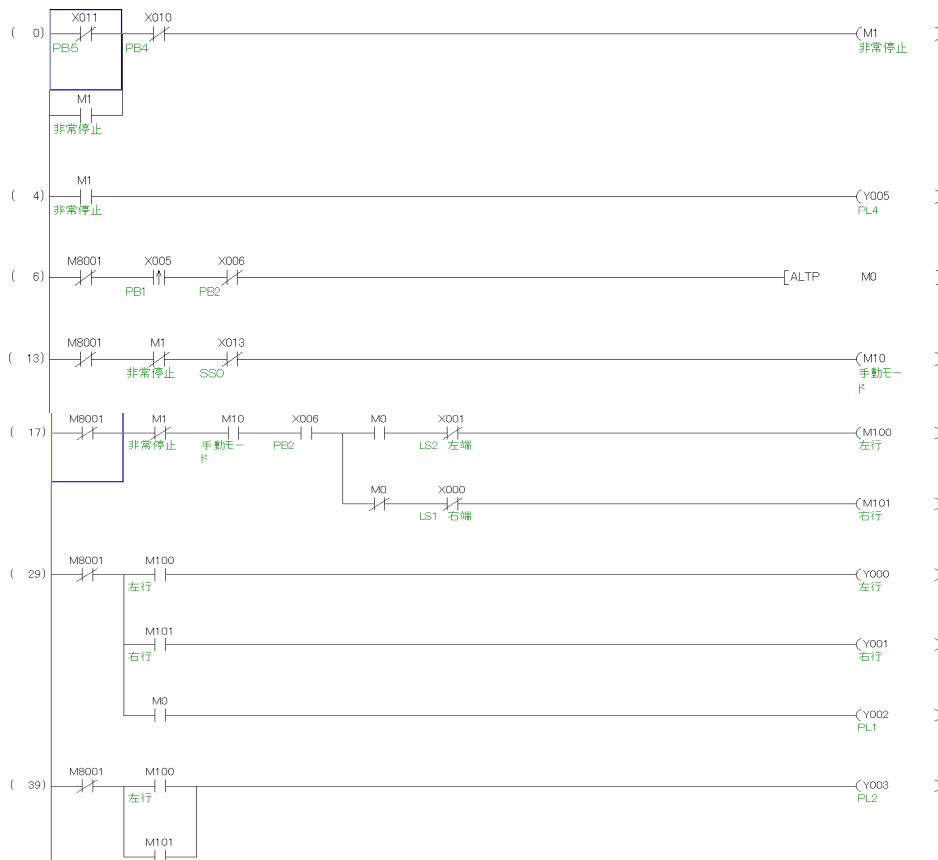 X011 X010
( 0) (M1 )
PB5 PB4 非常停止
M1
非常停止
M1
( 4) (Y005 )
非常停止 PL4
M8001 X005 X006
( 6) [ALTP M0 ]
PB1 PB2
M8001 M1 X013
( 13) (M10 )
非常停止 SS0 手動モー
ド
M8001 M1 M10 X006 M0 X001
( 17) (M100 )
非常停止 手動モー PB2 LS2 左端 左行
ド
M0 X000
(M101 )
LS1 右端 右行
M8001 M100
( 29) (Y000 )
左行 左行
M101
(Y001 )
右行 右行
M0
(Y002 )
PL1
M8001 M100
( 39) (Y003 )
左行 PL2
M101